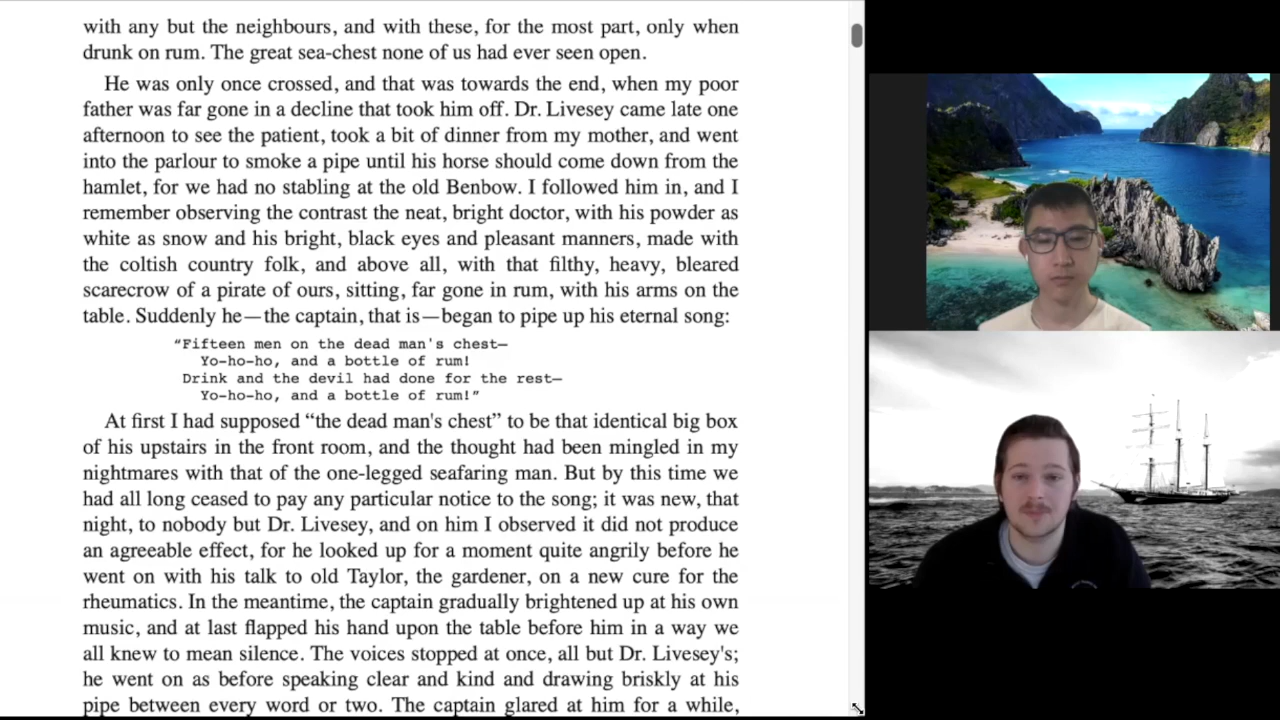 with any but the neighbours, and with these, for the most part, only when
drunk on rum. The great sea-chest none of us had ever seen open.
He was only once crossed, and that was towards the end, when my poor
father was far gone in a decline that took him off. Dr. Livesey came late one
afternoon to see the patient, took a bit of dinner from my mother, and went
into the parlour to smoke a pipe until his horse should come down from the
hamlet, for we had no stabling at the old Benbow. I followed him in, and I
remember observing the contrast the neat, bright doctor, with his powder as
white as snow and his bright, black eyes and pleasant manners, made with
the coltish country folk, and above all, with that filthy, heavy, bleared
scarecrow of a pirate of ours, sitting, far gone in rum, with his arms on the
table. Suddenly he—the captain, that is—began to pipe up his eternal song:
“Fifteen men on the dead man's chest—
Yo-ho-ho, and a bottle of rum!
Drink and the devil had done for the rest—
Yo-ho-ho, and a bottle of rum!”
At first I had supposed “the dead man's chest” to be that identical big box
of his upstairs in the front room, and the thought had been mingled in my
nightmares with that of the one-legged seafaring man. But by this time we
had all long ceased to pay any particular notice to the song; it was new, that
night, to nobody but Dr. Livesey, and on him I observed it did not produce
an agreeable effect, for he looked up for a moment quite angrily before he
went on with his talk to old Taylor, the gardener, on a new cure for the
rheumatics. In the meantime, the captain gradually brightened up at his own
music, and at last flapped his hand upon the table before him in a way we
all knew to mean silence. The voices stopped at once, all but Dr. Livesey's;
he went on as before speaking clear and kind and drawing briskly at his
pipe between every word or two. The captain glared at him for a while,